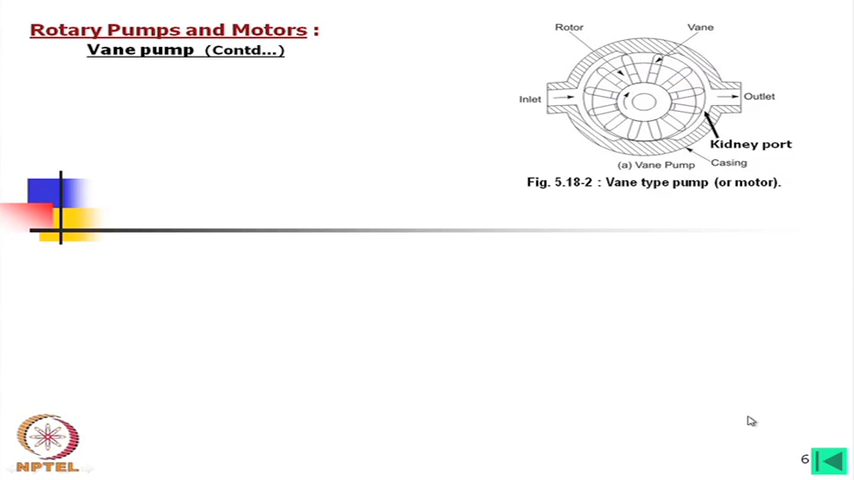 Rotary Pumps and Motors :
Vane pump (Contd...)
Rotor
Vane
Inlet
Outlet
Kidney port
(a) Vane Pump
Casing
Fig. 5.18-2 : Vane type pump (or motor).
NPTEL
6